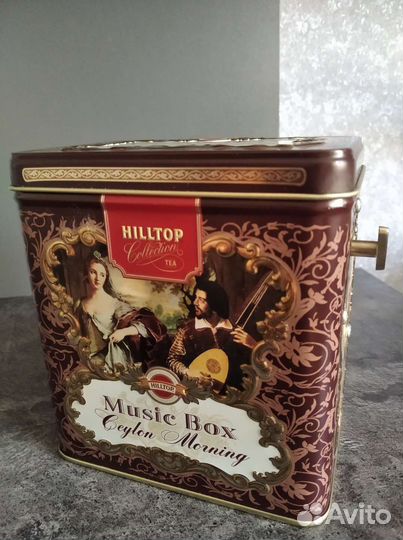 HILLTOP
Collection
TEA
HILLTOP
Music Box
Ceylon Morning
Avito